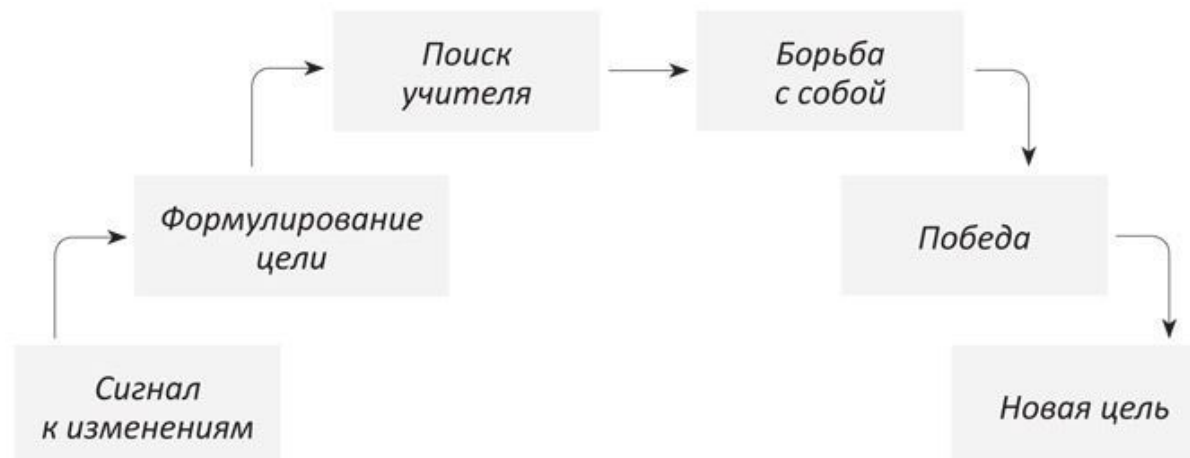 Поиск
учителя
Борьба
с собой
Формулирование
цели
Победа
Сигнал
к изменениям
Новая цель